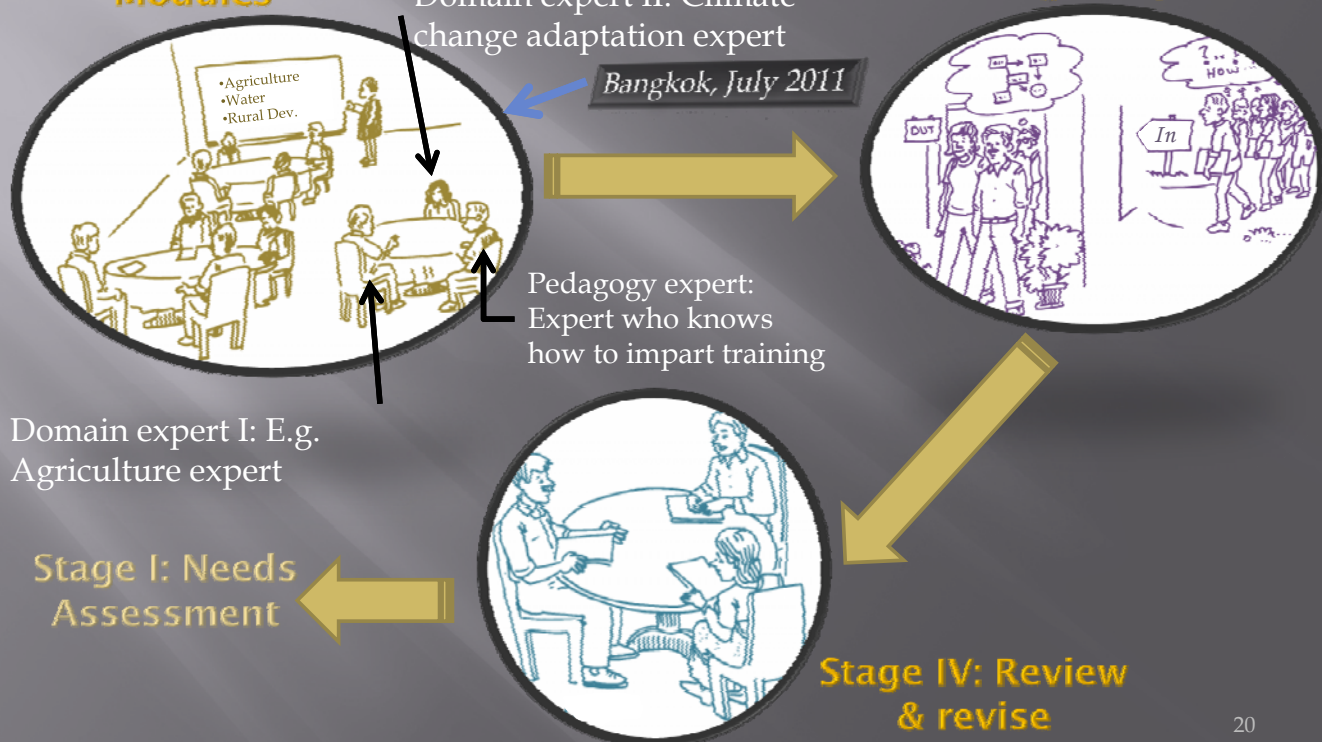 Modules
Domain expert II: Climate
change adaptation expert
•Agriculture
•Water
•Rural Dev.
Bangkok, July 2011
OUT
?..?
HOW
In
Pedagogy expert:
Expert who knows
how to impart training
Domain expert I: E.g.
Agriculture expert
Stage I: Needs
Assessment
Stage IV: Review
& revise
20